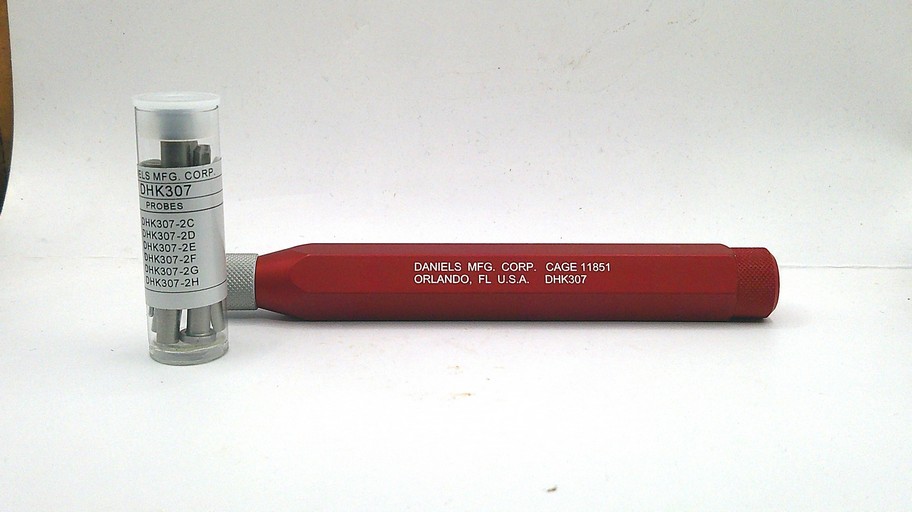 ELS MFG. CORP.
DHK307
PROBES
DHK307-2C
DHK307-2D
DHK307-2E
DHK307-2F
DHK307-2G
DHK307-2H
DANIELS MFG. CORP. CAGE 11851
ORLANDO, FL U.S.A. DHK307